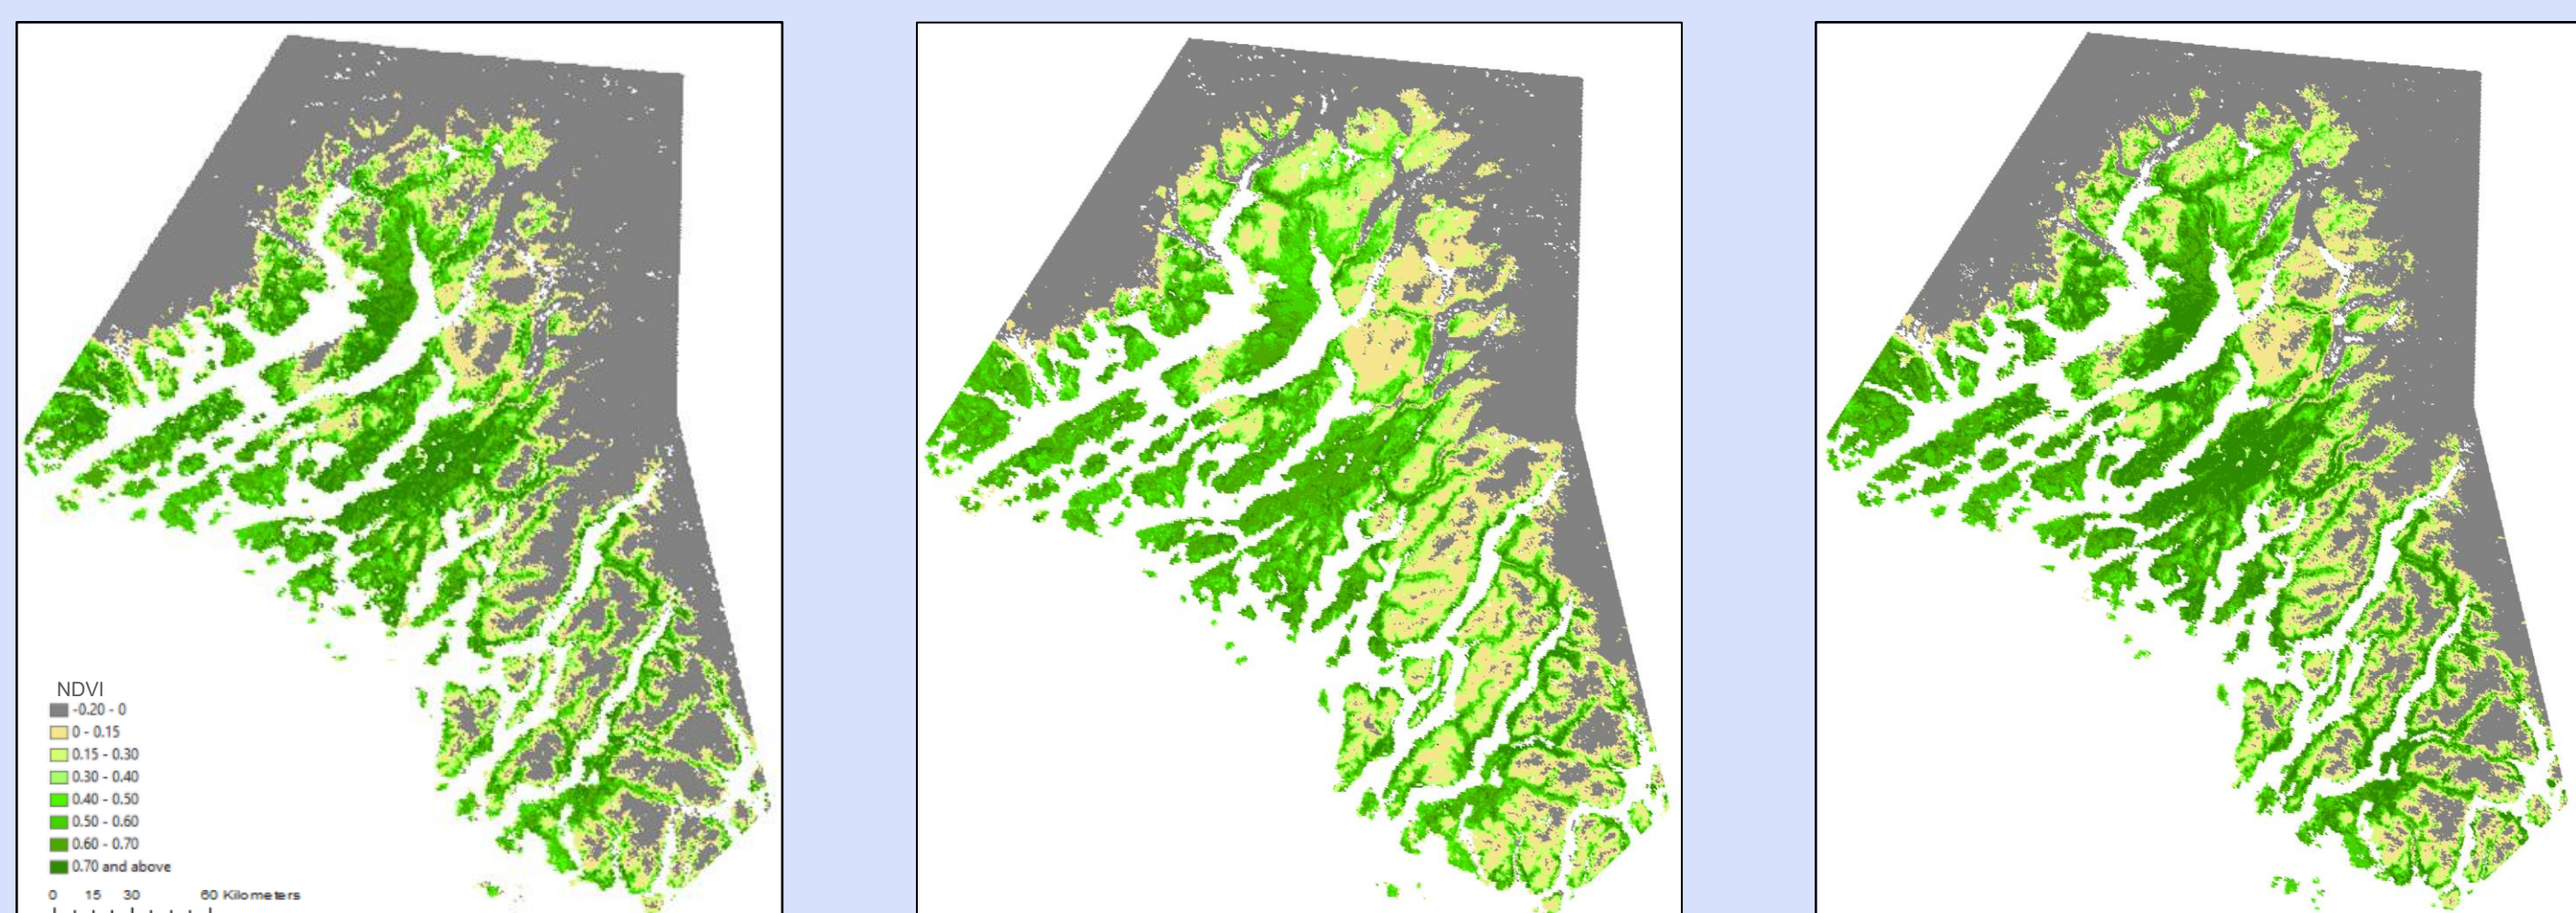 NDVI
-0.20 - 0
0 - 0.15
0.15 - 0.30
0.30 - 0.40
0.40 - 0.50
0.50 - 0.60
0.60 - 0.70
0.70 and above
0 15 30 60 Kilometers